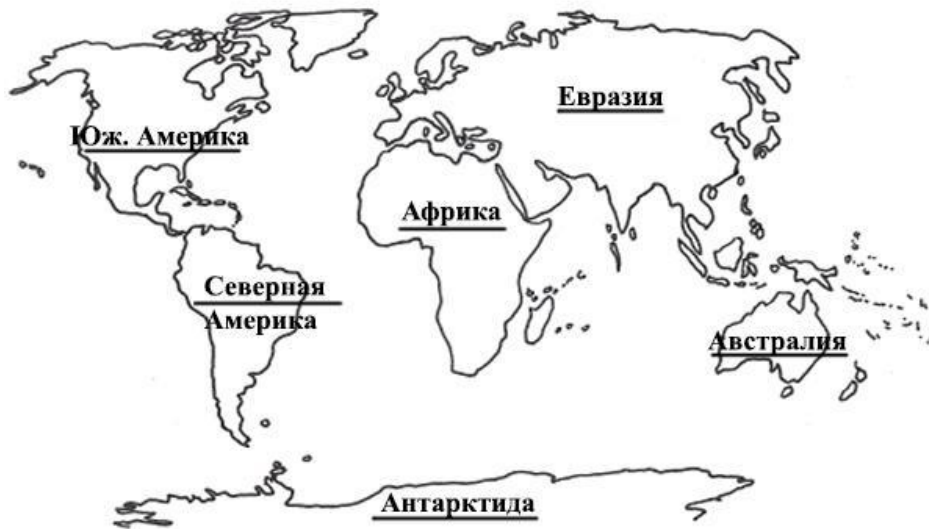 Евразия
Юж. Америка
Африка
Северная
Америка
Австралия
Антарктида